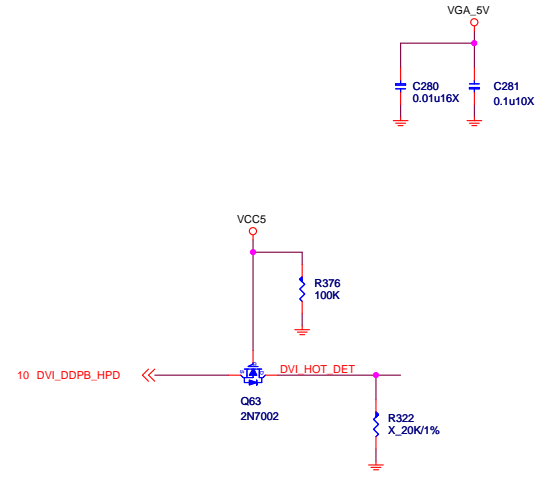 VGA_5V
C280
0.01u16X
C281
0.1u10X
VCC5
R376
100K
10 DVI_DDPB_HPD
DVI_HOT_DET
Q63
2N7002
R322
X_20K/1%